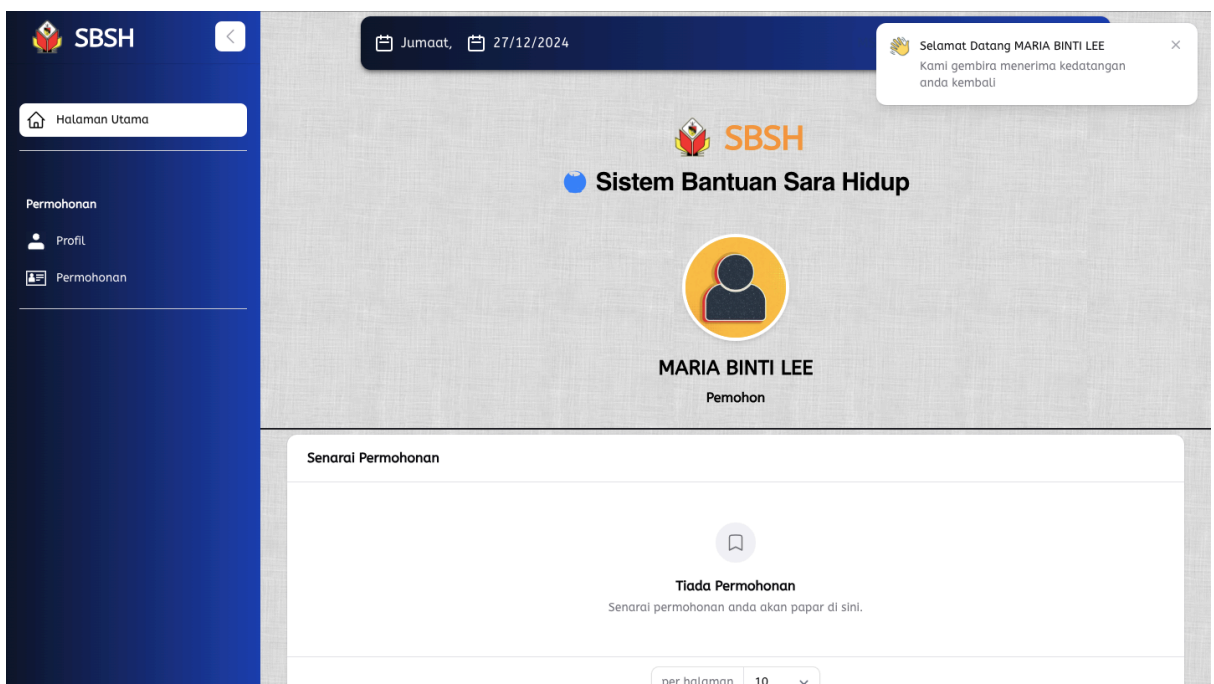 SBSH
Halaman Utama
Permohonan
Profil
Permohonan
Jumaat, 27/12/2024
Selamat Datang MARIA BINTI LEE
Kami gembira menerima kedatangan
anda kembali
SBSH
Sistem Bantuan Sara Hidup
MARIA BINTI LEE
Pemohon
Senarai Permohonan
Tiada Permohonan
Senarai permohonan anda akan papar di sini.
per halaman 10